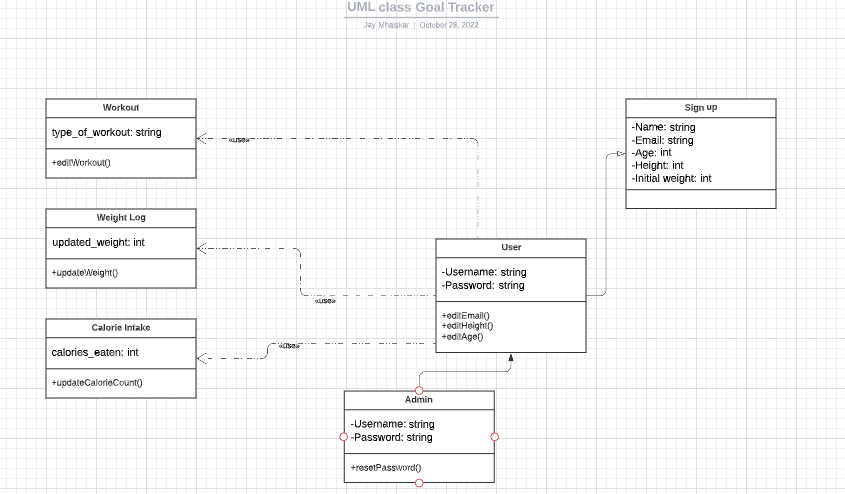 UML class Goal Tracker
Jay Mhaiskar | October 29, 2022
Workout
type_of_workout: string
+editWorkout()
«use»
Sign up
-Name: string
-Email: string
-Age: int
-Height: int
-Initial weight: int
Weight Log
updated_weight: int
+updateWeight()
«use»
User
-Username: string
-Password: string
+editEmail()
+editHeight()
+editAge()
Calorie Intake
calories_eaten: int
+updateCalorieCount()
«use»
Admin
-Username: string
-Password: string
+resetPassword()